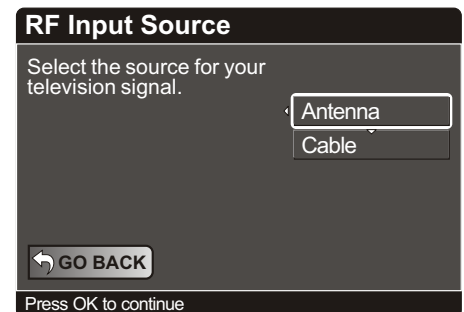 RF Input Source
Select the source for your
television signal.
Antenna
Cable
GO BACK
Press OK to continue